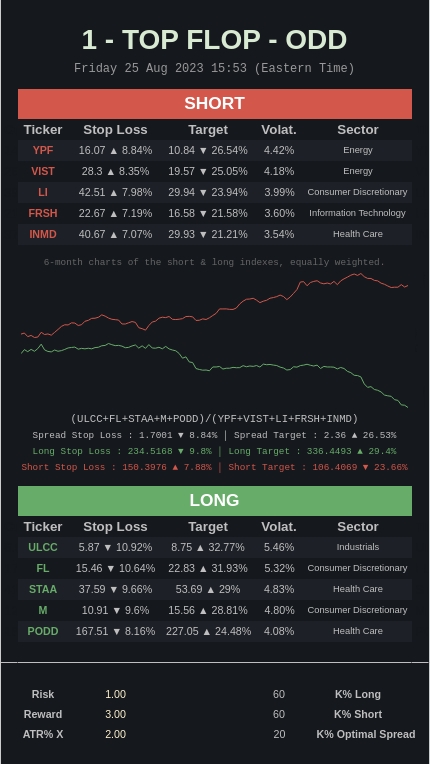 1 - TOP FLOP - ODD
Friday 25 Aug 2023 15:53 (Eastern Time)
SHORT
Ticker Stop Loss Target Volat. Sector
YPF 16.07 ▲ 8.84% 10.84 ▼ 26.54% 4.42% Energy
VIST 28.3 ▲ 8.35% 19.57 ▼ 25.05% 4.18% Energy
LI 42.51 ▲ 7.98% 29.94 ▼ 23.94% 3.99% Consumer Discretionary
FRSH 22.67 ▲ 7.19% 16.58 ▼ 21.58% 3.60% Information Technology
INMD 40.67 ▲ 7.07% 29.93 ▼ 21.21% 3.54% Health Care
6-month charts of the short & long indexes, equally weighted.
(ULCC+FL+STAA+M+PODD)/(YPF+VIST+LI+FRSH+INMD)
Spread Stop Loss : 1.7001 ▼ 8.84% | Spread Target : 2.36 ▲ 26.53%
Long Stop Loss : 234.5168 ▼ 9.8% | Long Target : 336.4493 ▲ 29.4%
Short Stop Loss : 150.3976 ▲ 7.88% | Short Target : 106.4069 ▼ 23.66%
LONG
Ticker Stop Loss Target Volat. Sector
ULCC 5.87 ▼ 10.92% 8.75 ▲ 32.77% 5.46% Industrials
FL 15.46 ▼ 10.64% 22.83 ▲ 31.93% 5.32% Consumer Discretionary
STAA 37.59 ▼ 9.66% 53.69 ▲ 29% 4.83% Health Care
M 10.91 ▼ 9.6% 15.56 ▲ 28.81% 4.80% Consumer Discretionary
PODD 167.51 ▼ 8.16% 227.05 ▲ 24.48% 4.08% Health Care
Risk 1.00 60 K% Long
Reward 3.00 60 K% Short
ATR% X 2.00 20 K% Optimal Spread